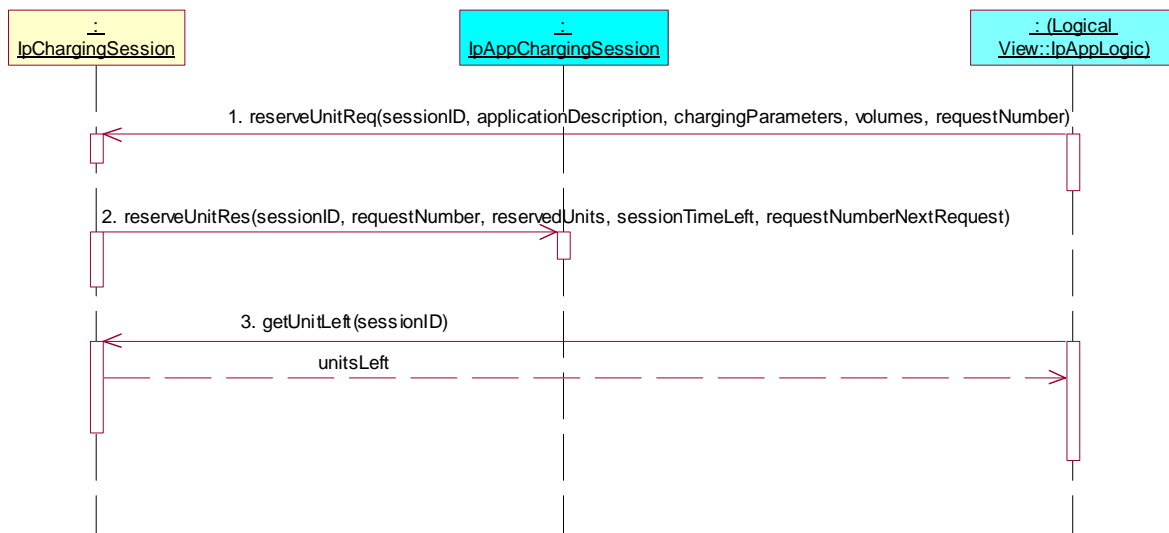 :
IpChargingSession
:
IpAppChargingSession
: (Logical
View::IpAppLogic)
1. reserveUnitReq(sessionID, applicationDescription, chargingParameters, volumes, requestNumber)
2. reserveUnitRes(sessionID, requestNumber, reservedUnits, sessionTimeLeft, requestNumberNextRequest)
3. getUnitLeft(sessionID)
unitsLeft